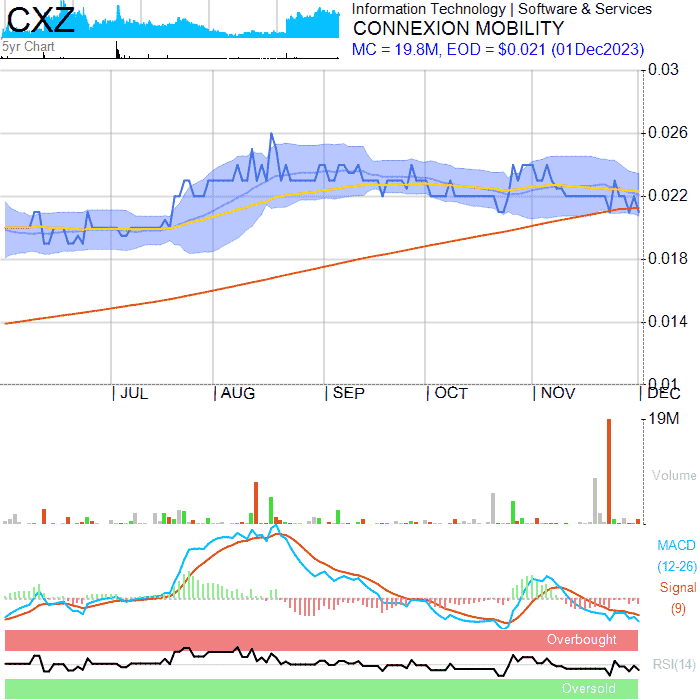 CXZ
5yr Chart
Information Technology | Software & Services
CONNEXION MOBILITY
MC = 19.8M, EOD = $0.021 (01Dec2023)
0.03
0.026
0.022
0.018
0.014
0.01
JUL AUG SEP OCT NOV DEC
19M
Volume
MACD
(12-26)
Signal
(9)
Overbought
RSI(14)
Oversold